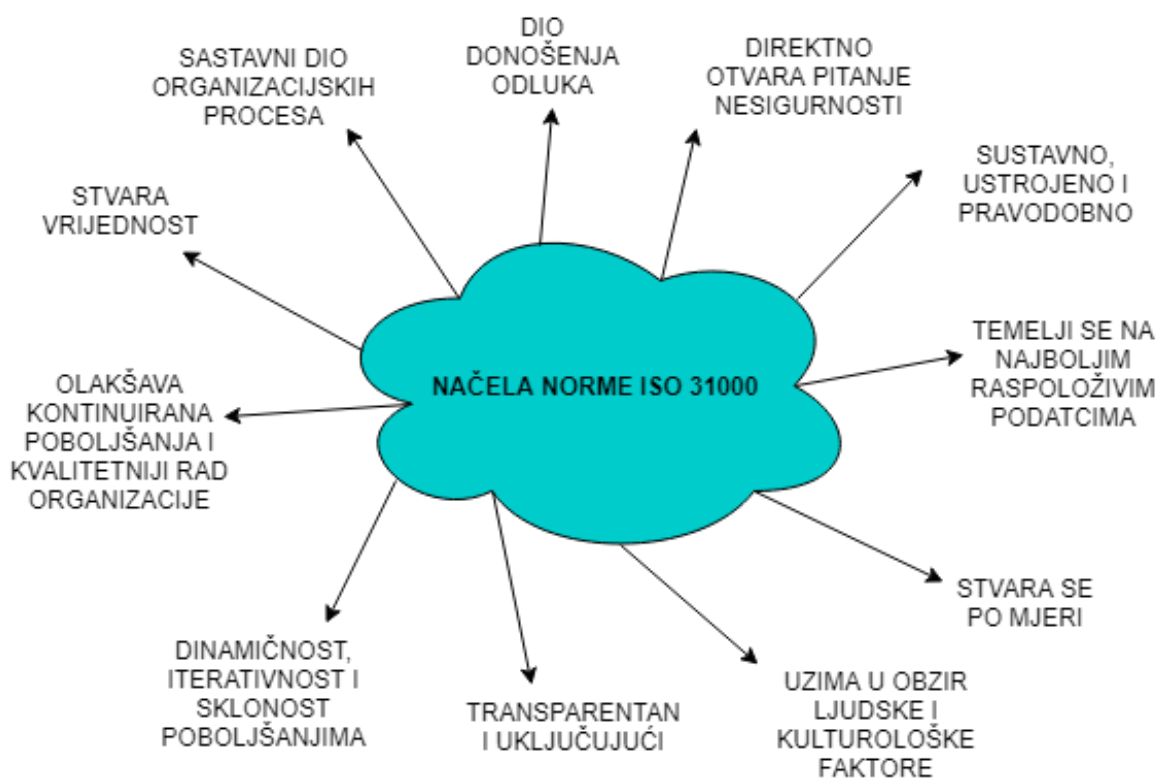 DIO
DONOŠENJA
ODLUKA
SASTAVNI DIO
ORGANIZACIJSKIH
PROCESA
DIREKTNO
OTVARA PITANJE
NESIGURNOSTI
SUSTAVNO,
USTROJENO I
PRAVODOBNO
STVARA
VRIJEDNOST
TEMELJI SE NA
NAJBOLJIM
RASPOLOŽIVIM
PODATCIMA
NAČELA NORME ISO 31000
OLAKŠAVA
KONTINUIRANA
POBOLJŠANJA I
KVALITETNIJI RAD
ORGANIZACIJE
STVARA SE
PO MJERI
DINAMIČNOST,
ITERATIVNOST I
SKLONOST
POBOLJŠANJIMA
TRANSPARENTAN
I UKLJUČUJUĆI
UZIMA U OBZIR
LJUDSKE I
KULTUROLOŠKE
FAKTORE